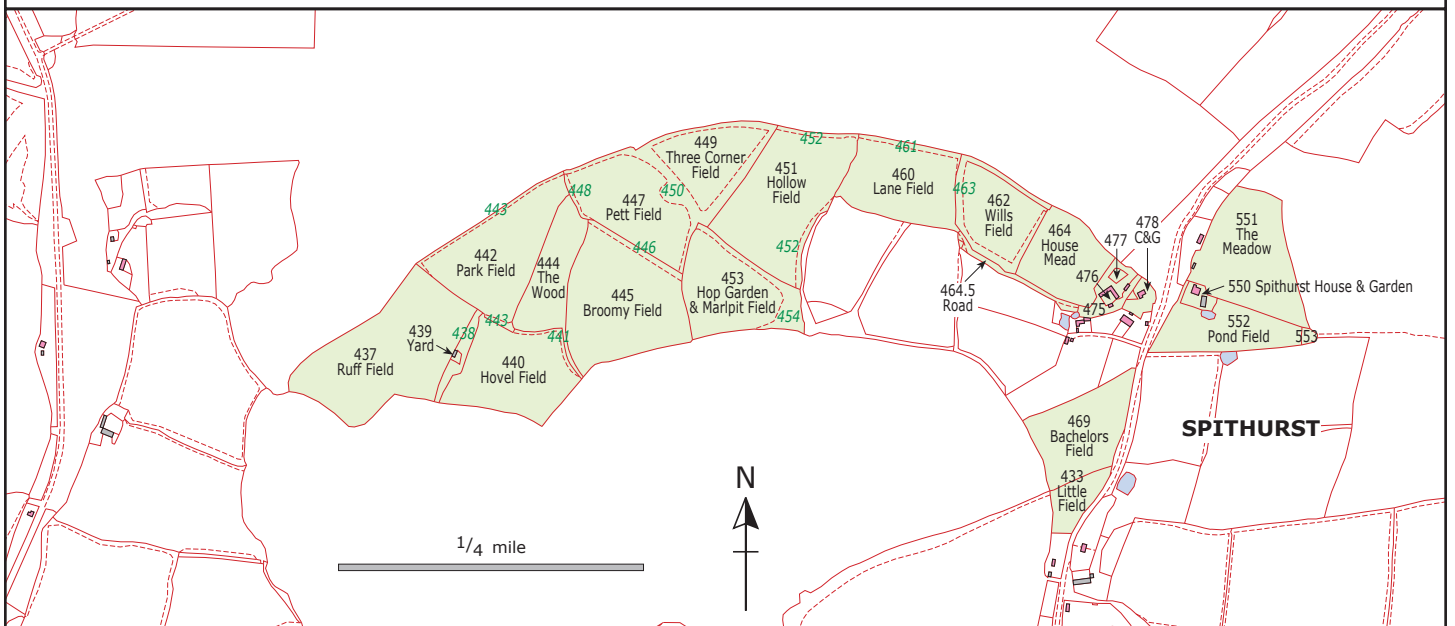 449
Three Corner
Field
452
461
451
Hollow
Field
460
Lane Field
463
462
Wills
Field
448
450
447
Pett Field
443
446
452
442
Park Field
444
The
Wood
445
Broomy Field
453
Hop Garden
& Marlpit Field
454
464
House
Mead
464.5
Road
477
478
C&G
476
475
551
The
Meadow
550 Spithurst House & Garden
552
Pond Field
553
439
Yard
438
443
441
437
Ruff Field
440
Hovel Field
469
Bachelors
Field
433
Little
Field
SPITHURST
N
1/4 mile